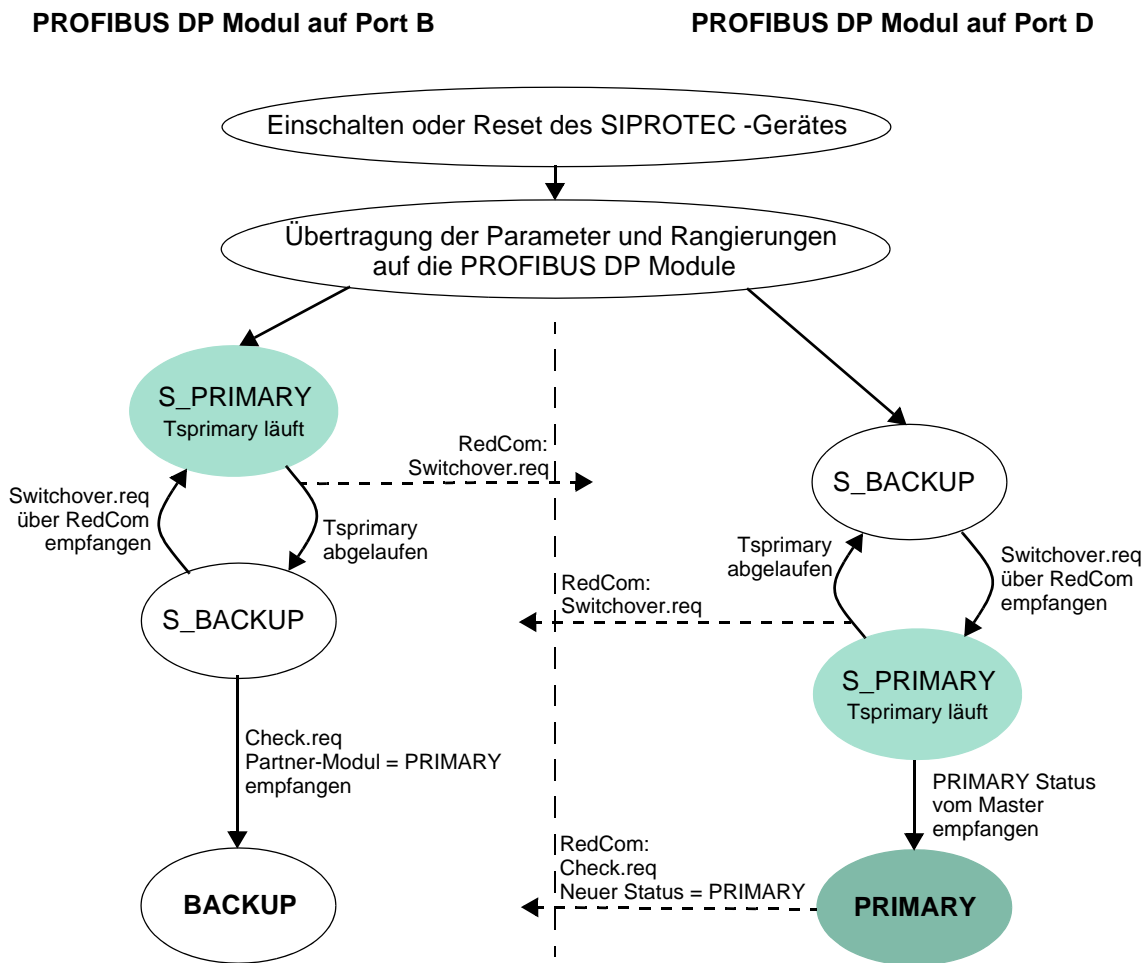 PROFIBUS DP Modul auf Port B
PROFIBUS DP Modul auf Port D
Einschalten oder Reset des SIPROTEC -Gerätes
Übertragung der Parameter und Rangierungen
auf die PROFIBUS DP Module
S_PRIMARY
Tsprimary läuft
RedCom:
Switchover.req
S_BACKUP
Switchover.req
über RedCom
empfangen
Tsprimary
abgelaufen
Tsprimary
abgelaufen
Switchover.req
über RedCom
empfangen
RedCom:
Switchover.req
S_BACKUP
S_PRIMARY
Tsprimary läuft
Check.req
Partner-Modul = PRIMARY
empfangen
PRIMARY Status
vom Master
empfangen
RedCom:
Check.req
Neuer Status = PRIMARY
BACKUP
PRIMARY